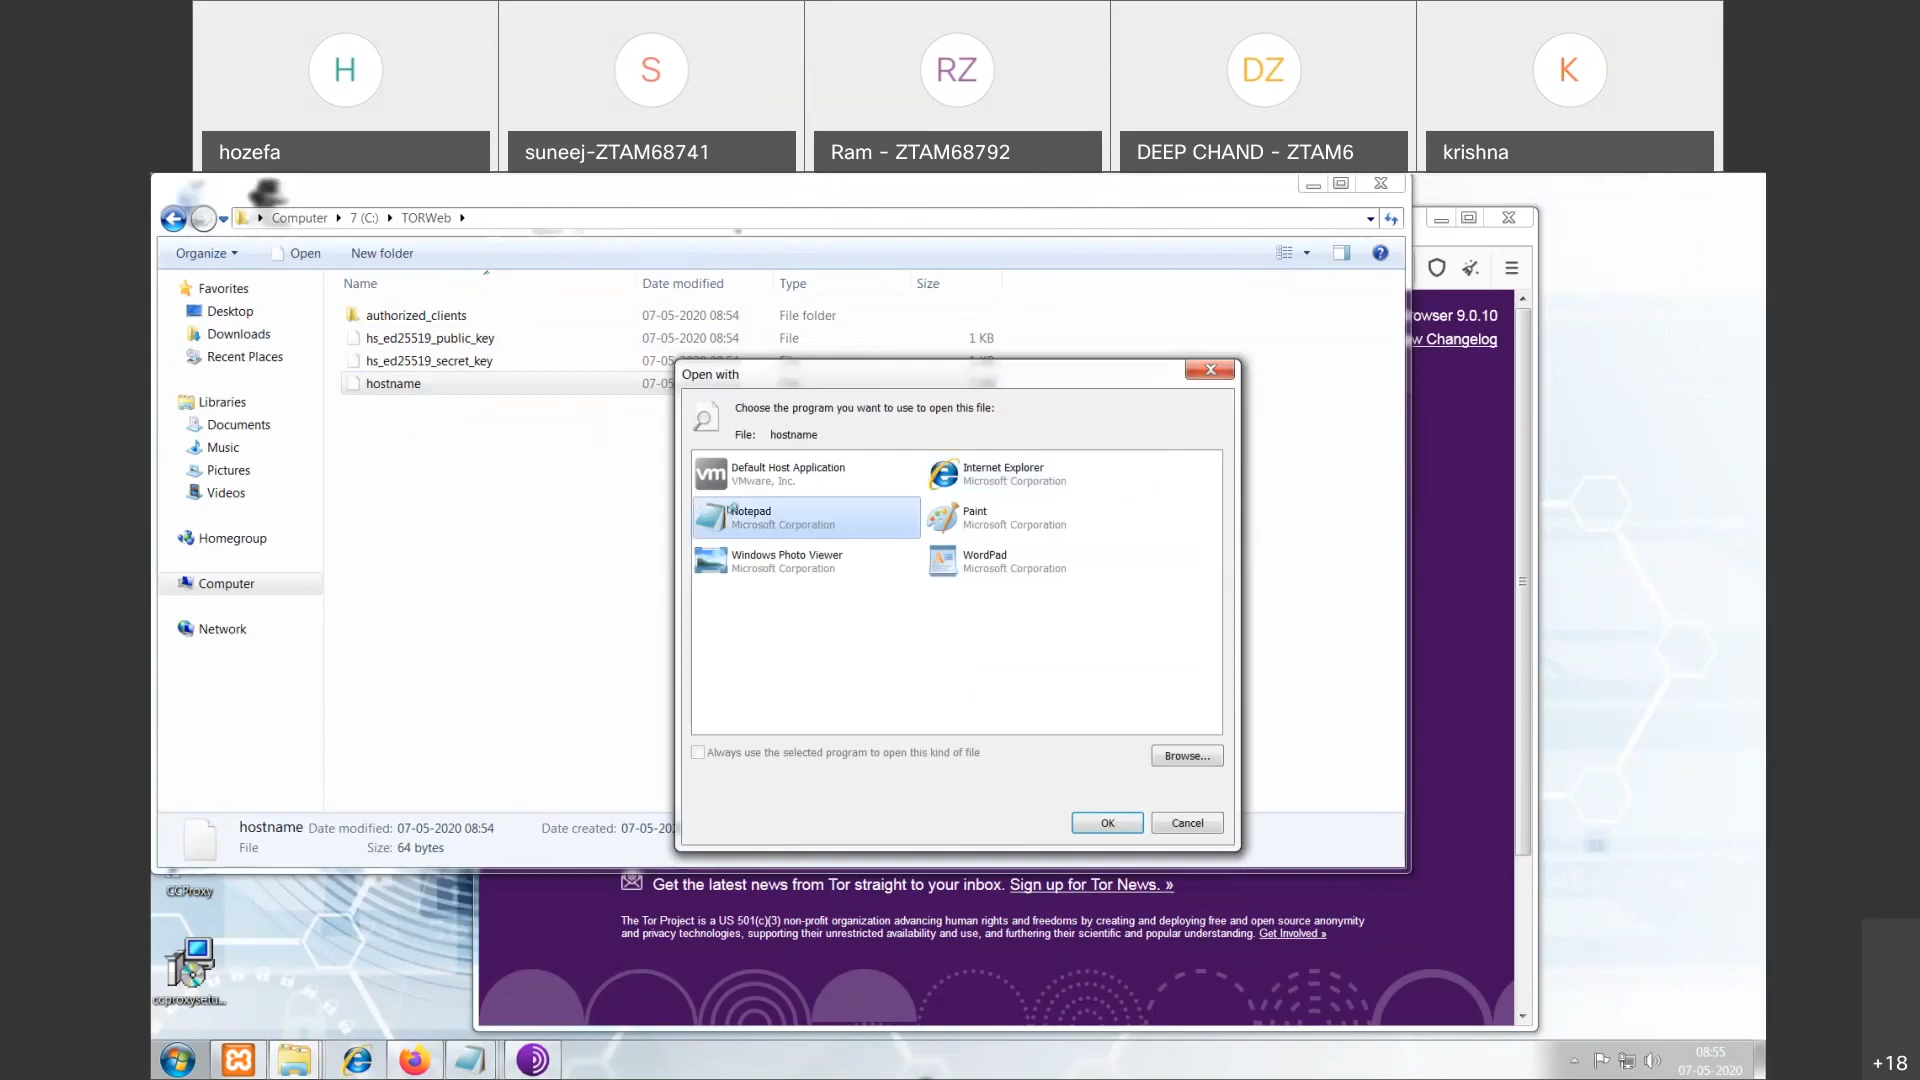 H
S
RZ
DZ
K
hozefa
suneej-ZTAM68741
Ram - ZTAM68792
DEEP CHAND - ZTAM6
krishna
Computer
7 (C:)
TORWeb
Organize
Open
New folder
Name
Date modified
Type
Size
Favorites
Desktop
Downloads
Recent Places
Libraries
Documents
Music
Pictures
Videos
Homegroup
Computer
Network
authorized_clients 07-05-2020 08:54 File folder
hs_ed25519_public_key 07-05-2020 08:54 File 1 KB
hs_ed25519_secret_key
hostname
rowser 9.0.10
w Changelog
Open with
Choose the program you want to use to open this file:
File: hostname
vm
Default Host Application
VMware, Inc.
Internet Explorer
Microsoft Corporation
Notepad
Microsoft Corporation
Paint
Microsoft Corporation
Windows Photo Viewer
Microsoft Corporation
WordPad
Microsoft Corporation
Always use the selected program to open this kind of file
Browse...
OK
Cancel
hostname Date modified: 07-05-2020 08:54 Date created: 07-05-202
File Size: 64 bytes
CCProxy
ccproxysetu...
Get the latest news from Tor straight to your inbox. Sign up for Tor News. »
The Tor Project is a US 501(c)(3) non-profit organization advancing human rights and freedoms by creating and deploying free and open source anonymity
and privacy technologies, supporting their unrestricted availability and use, and furthering their scientific and popular understanding. Get Involved »
08:55
07-05-2020
+18